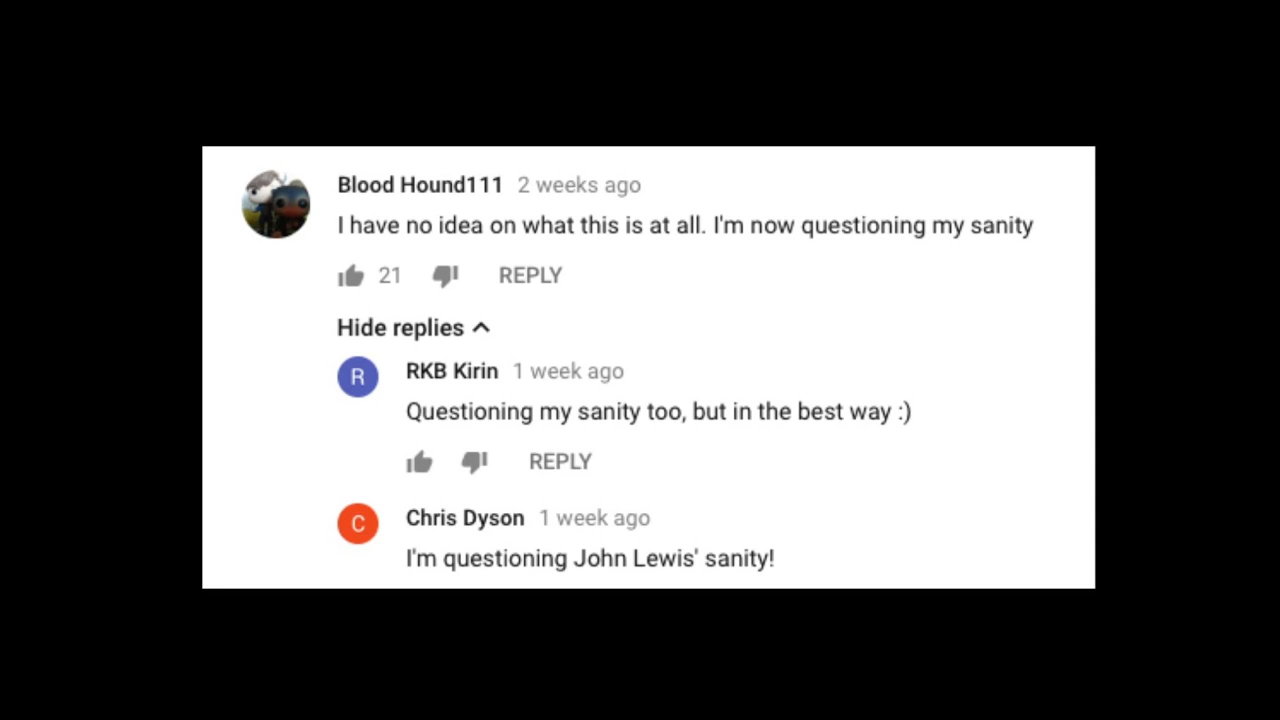 Blood Hound111 2 weeks ago
I have no idea on what this is at all. I'm now questioning my sanity
21 REPLY
Hide replies
R RKB Kirin 1 week ago
Questioning my sanity too, but in the best way :)
REPLY
C Chris Dyson 1 week ago
I'm questioning John Lewis' sanity!